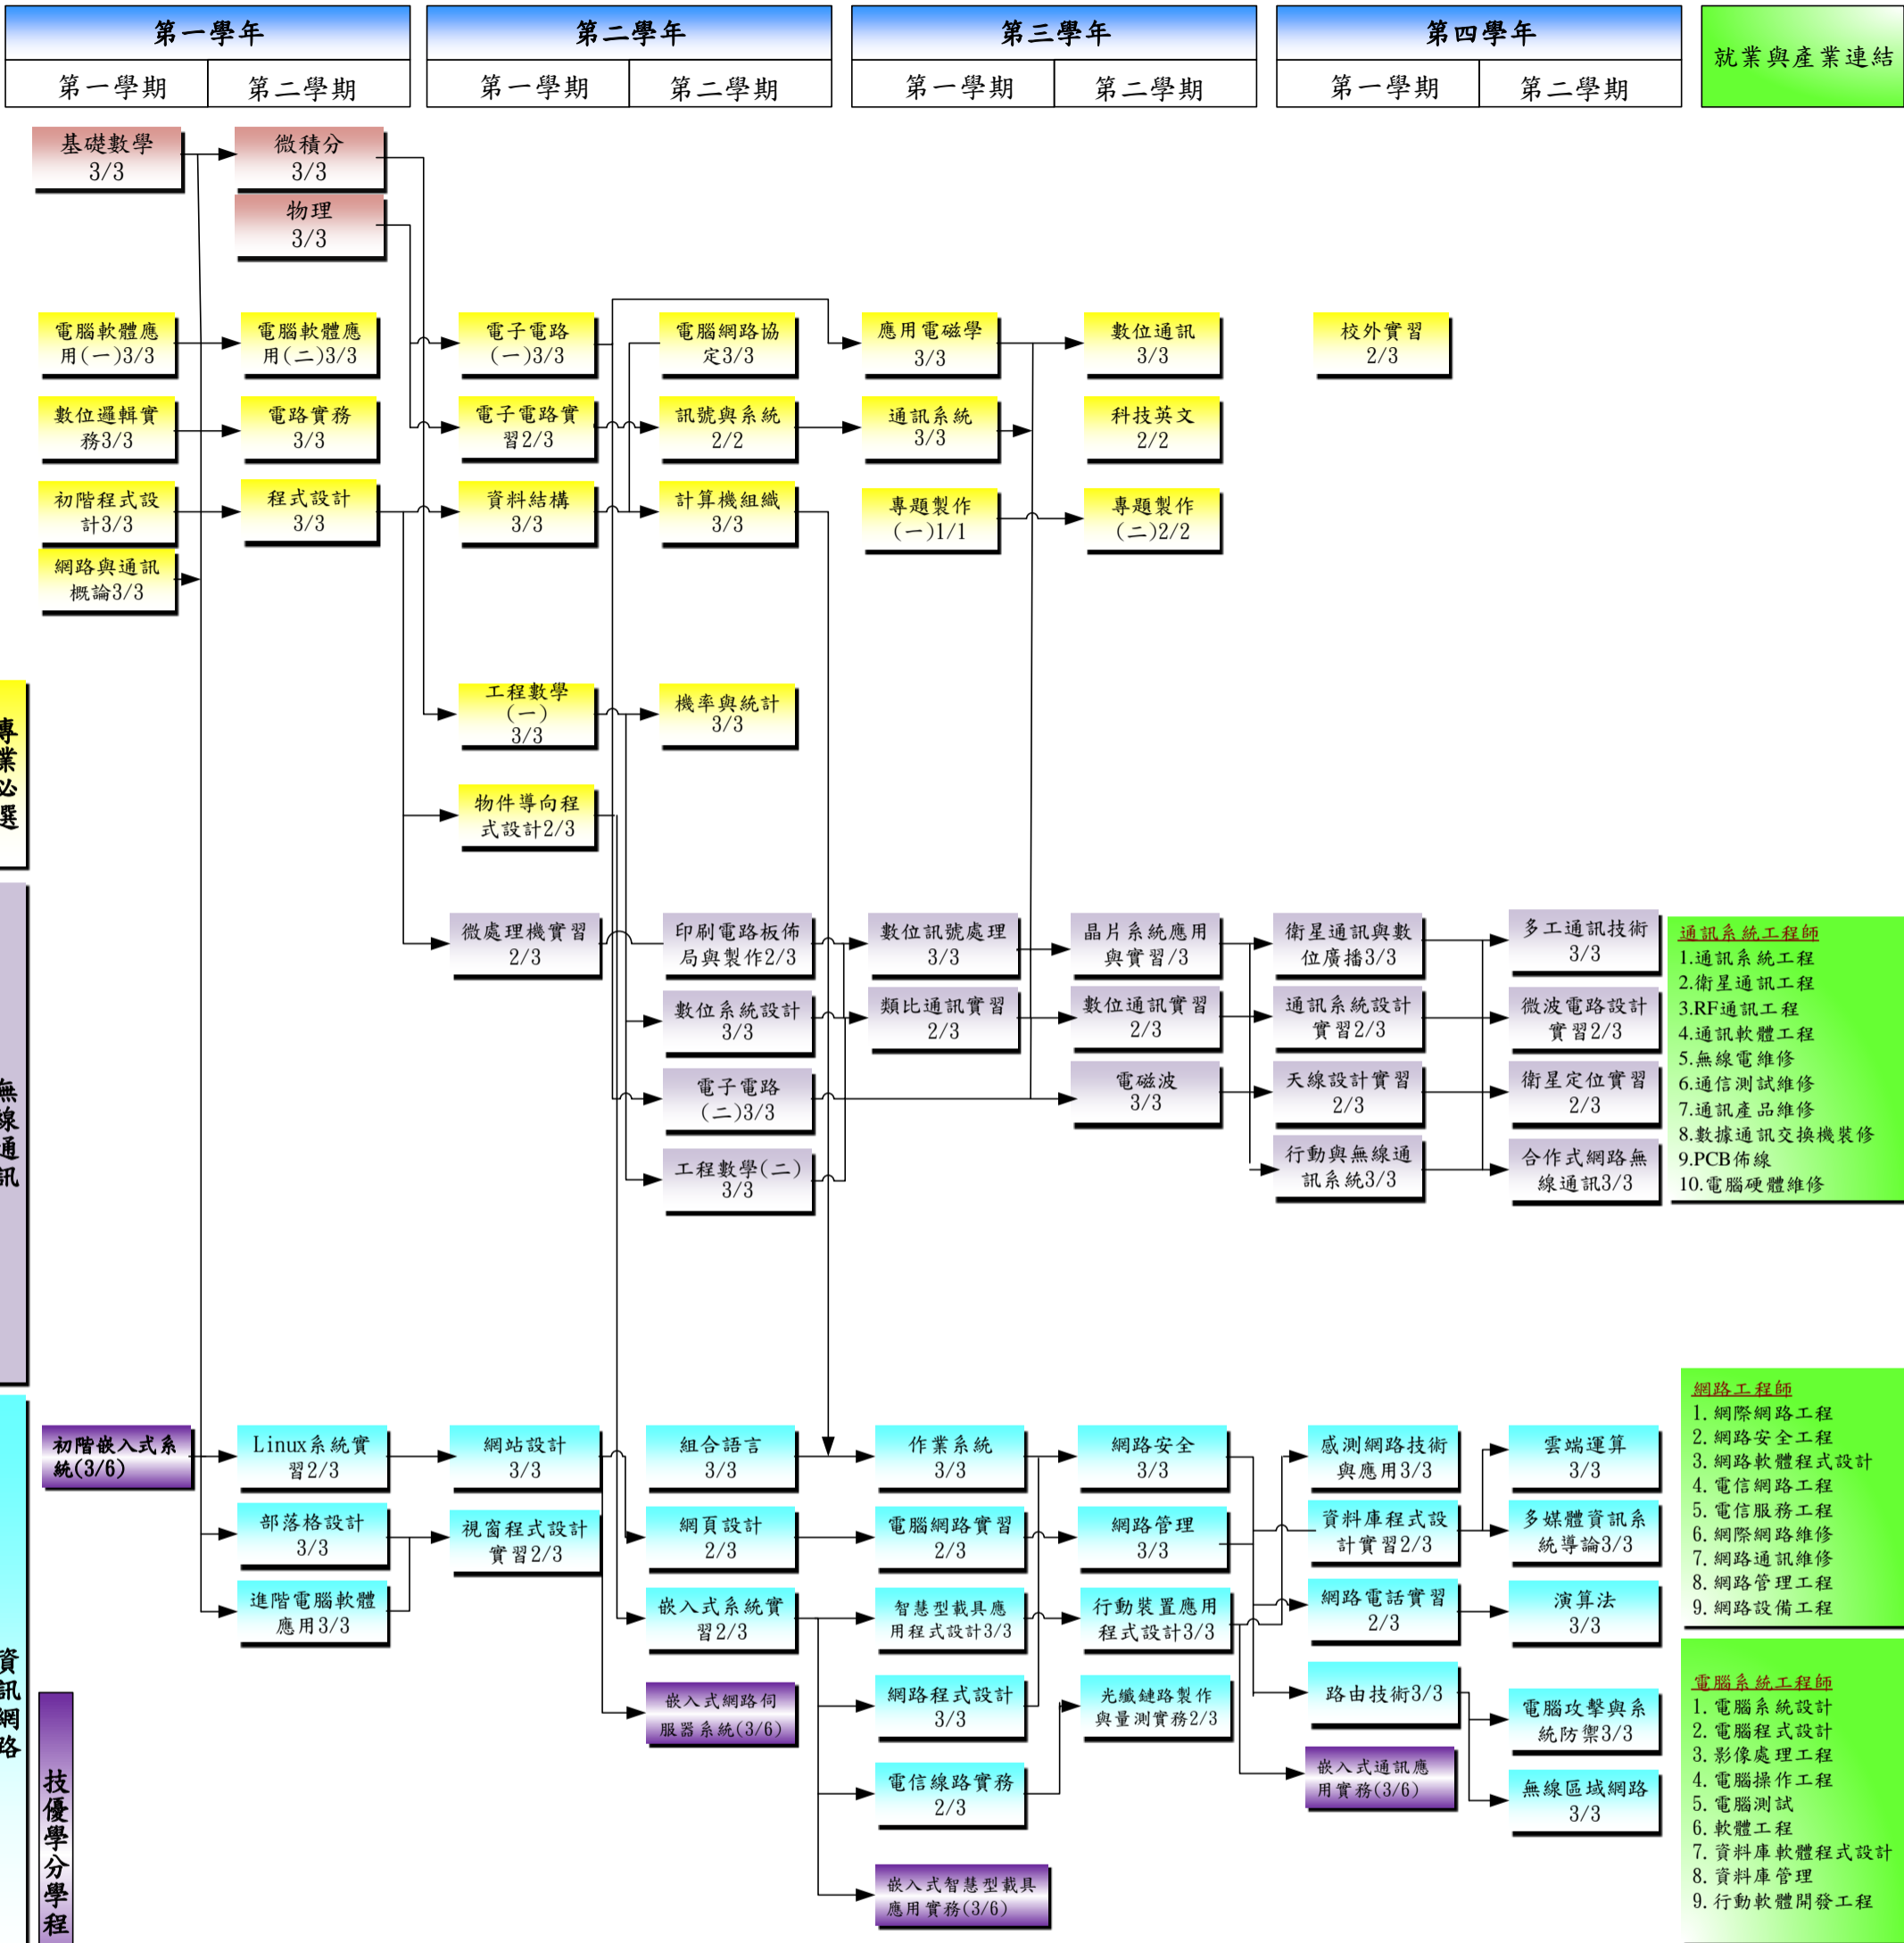 第一學年
第二學年
第三學年
第四學年
就業與產業連結
第一學期
第二學期
第一學期
第二學期
第一學期
第二學期
第一學期
第二學期
基礎數學
3/3
微積分
3/3
物理
3/3
電腦軟體應
用(一)3/3
電腦軟體應
用(二)3/3
電子電路
(一)3/3
電腦網路協
定3/3
應用電磁學
3/3
數位通訊
3/3
校外實習
2/3
數位邏輯實
務3/3
電路實務
3/3
電子電路實
習2/3
訊號與系統
2/2
通訊系統
3/3
科技英文
2/2
初階程式設
計3/3
程式設計
3/3
資料結構
3/3
計算機組織
3/3
專題製作
(一)1/1
專題製作
(二)2/2
網路與通訊
概論3/3
專業必選
工程數學
(一)
3/3
機率與統計
3/3
物件導向程
式設計2/3
無線通訊
微處理機實習
2/3
印刷電路板佈
局與製作2/3
數位訊號處理
3/3
晶片系統應用
與實習/3
衛星通訊與數
位廣播3/3
多工通訊技術
3/3
數位系統設計
3/3
類比通訊實習
2/3
數位通訊實習
2/3
通訊系統設計
實習2/3
微波電路設計
實習2/3
電子電路
(二)3/3
電磁波
3/3
天線設計實習
2/3
衛星定位實習
2/3
工程數學(二)
3/3
行動與無線通
訊系統3/3
合作式網路無
線通訊3/3
通訊系統工程師
1.通訊系統工程
2.衛星通訊工程
3.RF通訊工程
4.通訊軟體工程
5.無線電維修
6.通信測試維修
7.通訊產品維修
8.數據通訊交換機裝修
9.PCB佈線
10.電腦硬體維修
資訊網路
技優學分學程
初階嵌入式系
統(3/6)
Linux系統實
習2/3
網站設計
3/3
組合語言
3/3
作業系統
3/3
網路安全
3/3
感測網路技術
與應用3/3
雲端運算
3/3
部落格設計
3/3
視窗程式設計
實習2/3
網頁設計
2/3
電腦網路實習
2/3
網路管理
3/3
資料庫程式設
計實習2/3
多媒體資訊系
統導論3/3
進階電腦軟體
應用3/3
嵌入式系統實
習2/3
智慧型載具應
用程式設計3/3
行動裝置應用
程式設計3/3
網路電話實習
2/3
演算法
3/3
嵌入式網路伺
服器系統(3/6)
網路程式設計
3/3
光纖鏈路製作
與量測實務2/3
路由技術3/3
電腦攻擊與系
統防禦3/3
電信線路實務
2/3
嵌入式通訊應
用實務(3/6)
無線區域網路
3/3
嵌入式智慧型載具
應用實務(3/6)
網路工程師
1. 網際網路工程
2. 網路安全工程
3. 網路軟體程式設計
4. 電信網路工程
5. 電信服務工程
6. 網際網路維修
7. 網路通訊維修
8. 網路管理工程
9. 網路設備工程
電腦系統工程師
1. 電腦系統設計
2. 電腦程式設計
3. 影像處理工程
4. 電腦操作工程
5. 電腦測試
6. 軟體工程
7. 資料庫軟體程式設計
8. 資料庫管理
9. 行動軟體開發工程